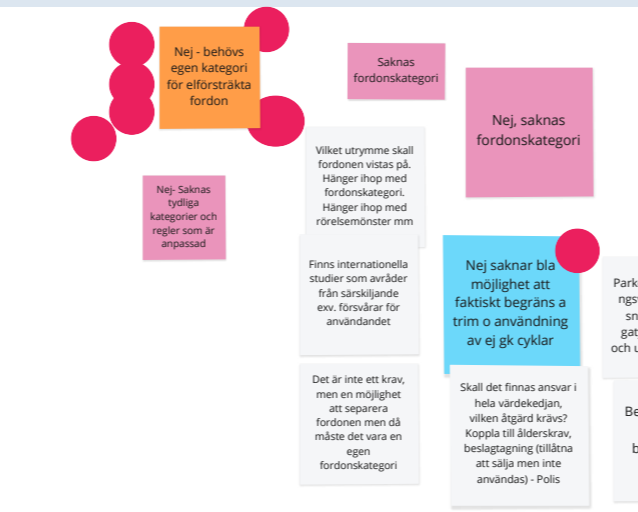 Nej - behövs
egen kategori
för elförsträkta
fordon
Saknas
fordonskategori
Nej, saknas
fordonskategori
Vilket utrymme skall
fordonen vistas på.
Hänger ihop med
fordonskategori.
Hänger ihop med
rörelsemönster mm
Nej- Saknas
tydliga
kategorier och
regler som är
anpassad
Finns internationella
studier som avråder
från särskiljande
exv. försvårar för
användandet
Nej saknar bla
möjlighet att
faktiskt begräns a
trim o användning
av ej gk cyklar
Det är inte ett krav,
men en möjlighet
att separera
fordonen men då
måste det vara en
egen
fordonskategori
Skall det finnas ansvar i
hela värdekedjan,
vilken åtgärd krävs?
Koppla till ålderskrav,
beslagtagning (tillåtna
att sälja men inte
användas) - Polis